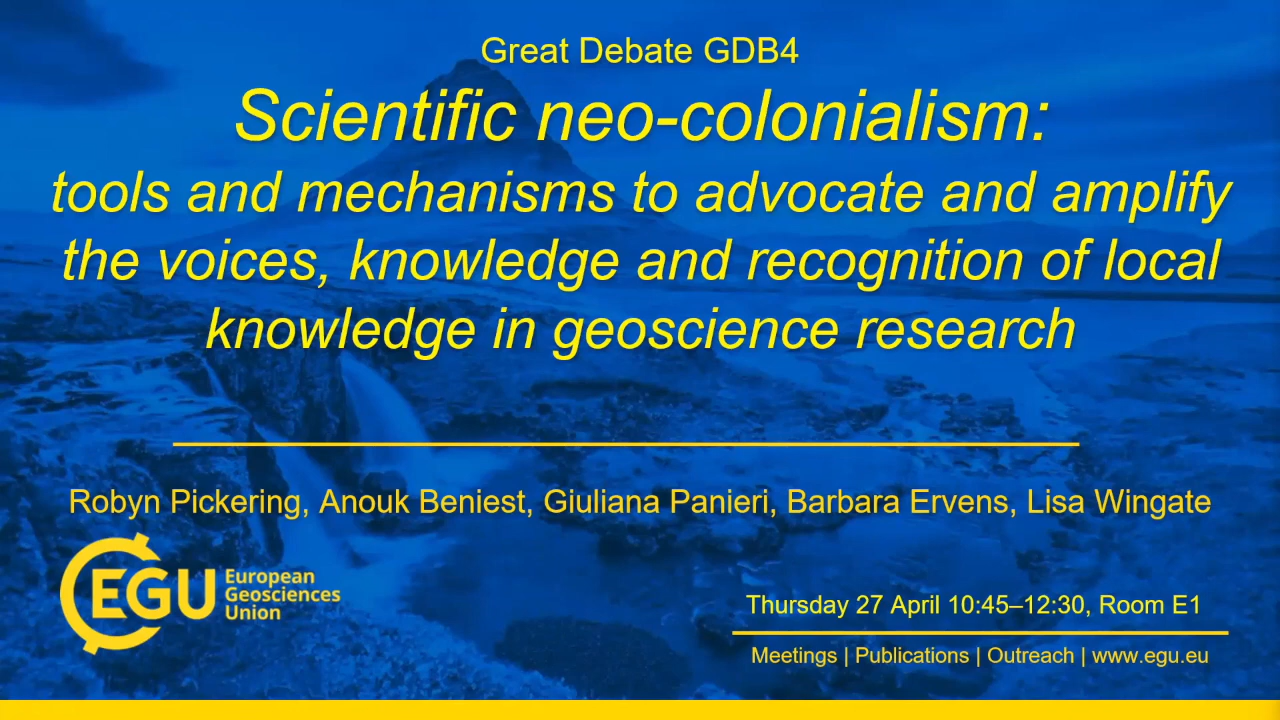 Great Debate GDB4
Scientific neo-colonialism:
tools and mechanisms to advocate and amplify
the voices, knowledge and recognition of local
knowledge in geoscience research
Robyn Pickering, Anouk Beniest, Giuliana Panieri, Barbara Ervens, Lisa Wingate
EGU
European
Geosciences
Union
Thursday 27 April 10:45–12:30, Room E1
Meetings | Publications | Outreach | www.egu.eu